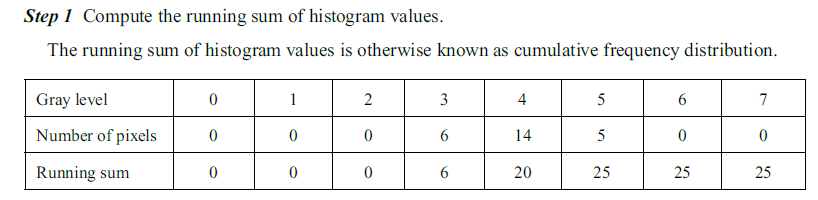 Step 1 Compute the running sum of histogram values.
The running sum of histogram values is otherwise known as cumulative frequency distribution.
Gray level 0 1 2 3 4 5 6 7
Number of pixels 0 0 0 6 14 5 0 0
Running sum 0 0 0 6 20 25 25 25